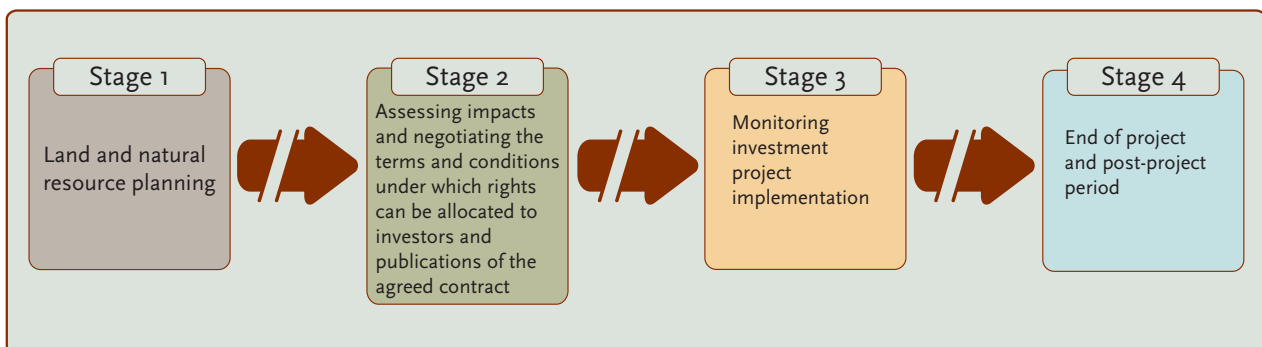 Stage 1
Land and natural
resource planning
Stage 2
Assessing impacts
and negotiating the
terms and conditions
under which rights
can be allocated to
investors and
publications of the
agreed contract
Stage 3
Monitoring
investment
project
implementation
Stage 4
End of project
and post-project
period